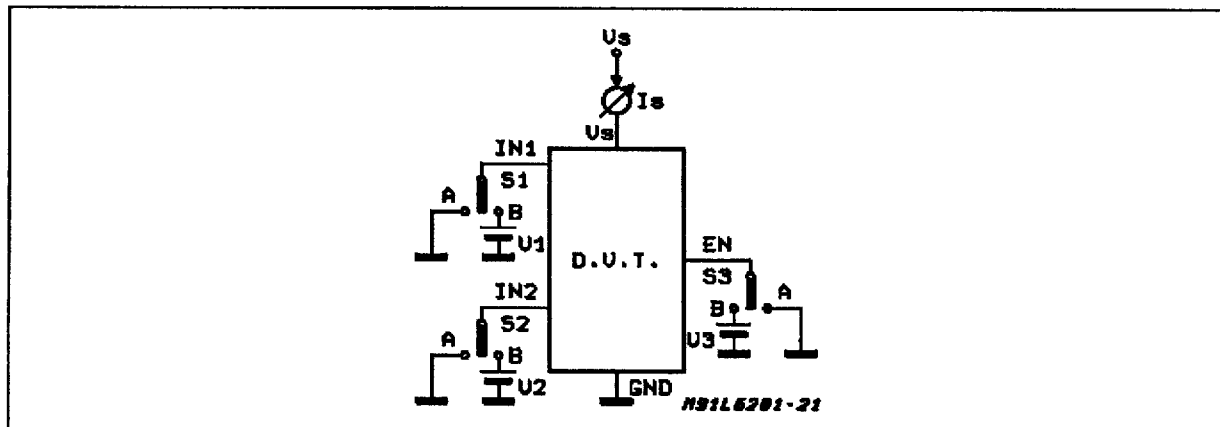 Vs
Is
Vs
IN1
S1
A
B
V1
D.U.T.
EN
S3
A
B
V3
IN2
S2
A
B
V2
GND
M91L6201-21